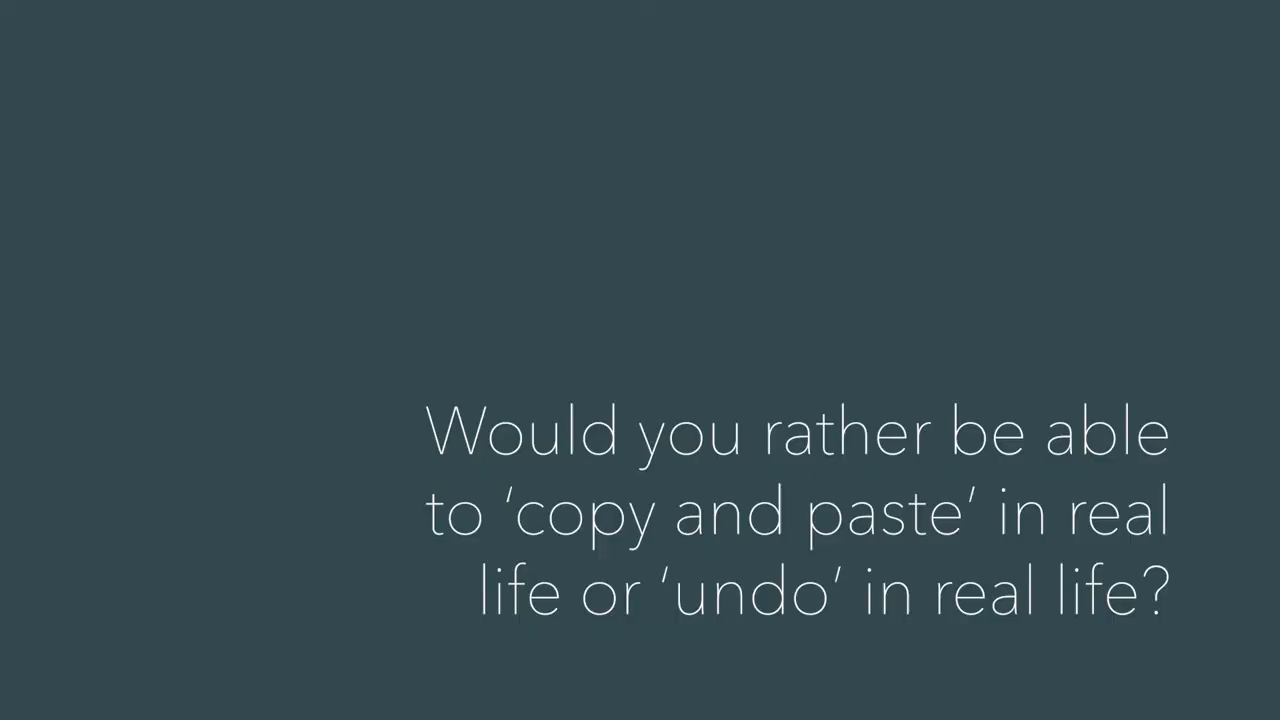 Would you rather be able
to ‘copy and paste’ in real
life or ‘undo’ in real life?